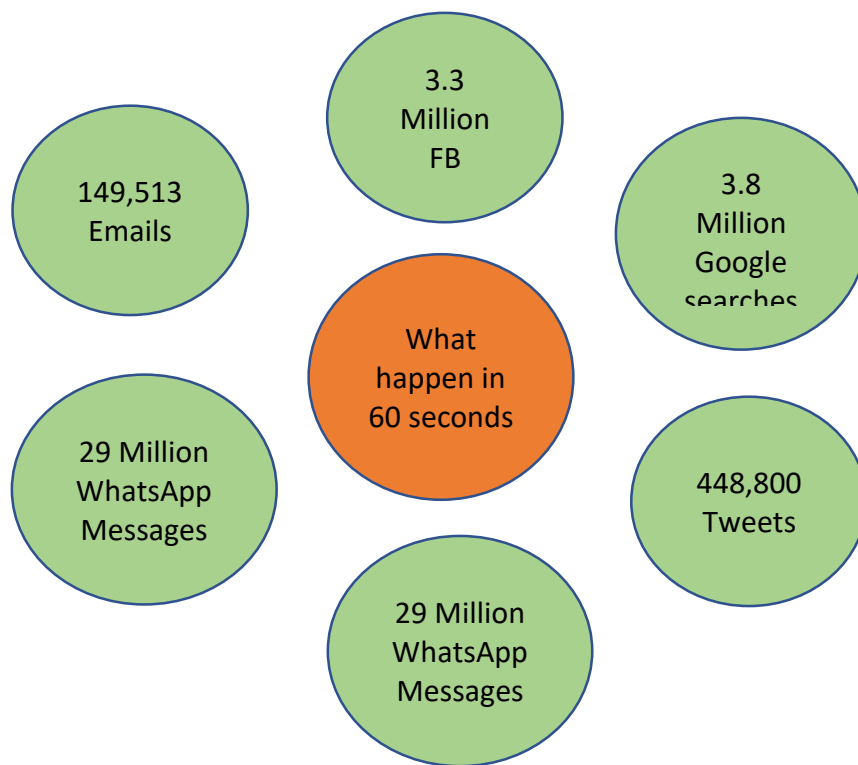 3.3
Million
FB
149,513
Emails
3.8
Million
Google
searches
What
happen in
60 seconds
29 Million
WhatsApp
Messages
448,800
Tweets
29 Million
WhatsApp
Messages